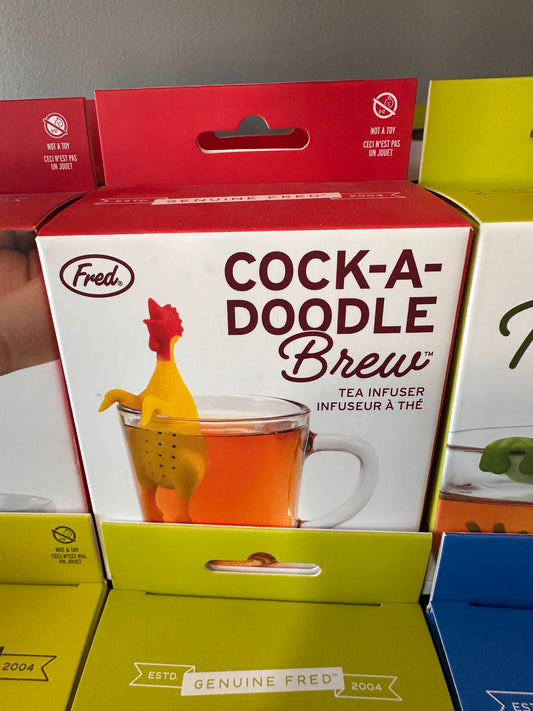 NOT A TOY
CECI N'EST PAS
UN JOUET
NOT A TOY
CECI N'EST PAS
UN JOUET
ESTD. GENUINE FRED™ 2004
Fred®
COCK-A-
DOODLE
Brew™
TEA INFUSER
INFUSEUR À THÉ
NOT A TOY
CECI N'EST PAS
UN JOUET
2004
ESTD. GENUINE FRED™ 2004